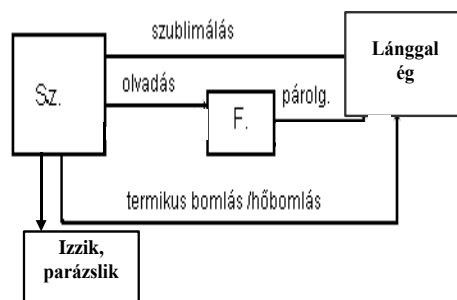 szublimálás
Lánggal
ég
olvadás
párolg.
Sz.
F.
termikus bomlás /hőbomlás
Izzik,
parázslik